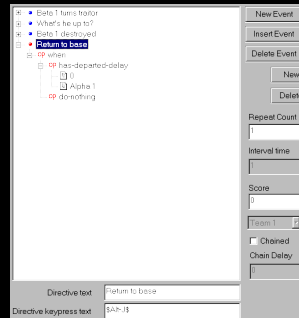 Beta 1 turns traitor
What's he up to?
Beta 1 destroyed
Return to base
when
has-departed-delay
0
Alpha 1
do-nothing
New Event
Insert Event
Delete Event
New
Delet
Repeat Count
1
Interval time
1
Score
0
Team 1
Chained
Chain Delay
0
Directive text
Return to base
Directive keypress text
$Alt-J$